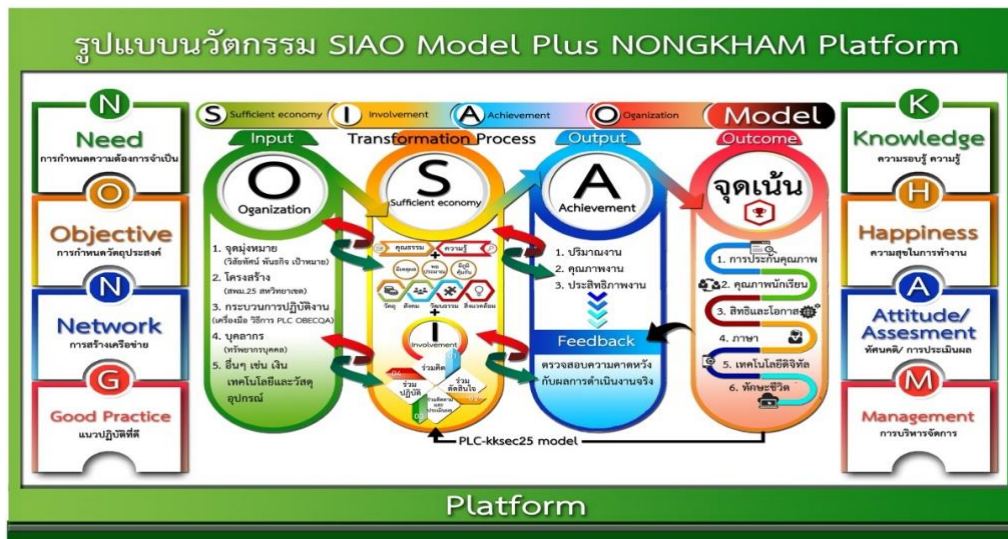 รูปแบบนวัตกรรม SIAO Model Plus NONGKHAM Platform
N
Need
การกำหนดความต้องการจำเป็น
O
Objective
การกำหนดวัตถุประสงค์
N
Network
การสร้างเครือข่าย
G
Good Practice
แนวปฏิบัติที่ดี
S Sufficient economy I Involvement A Achievement O Oganization Model
Input
O
Oganization
1. จุดมุ่งหมาย
(วิสัยทัศน์ พันธกิจ เป้าหมาย)
2. โครงสร้าง
(สพม.25 สหวิทยาเขต)
3. กระบวนการปฏิบัติงาน
(เครื่องมือ วิธีการ PLC OBECQA)
4. บุคลากร
(ทรัพยากรบุคคล)
5. อื่นๆ เช่น เงิน
เทคโนโลยีและวัสดุ
อุปกรณ์
Transformation Process
S
Sufficient economy
คุณธรรม ความรู้
+
มีเหตุผล พอประมาณ มีภูมิคุ้มกัน
+
วัตถุ สังคม วัฒนธรรม สิ่งแวดล้อม
+
I
Involvement
ร่วมคิด
04
ร่วม
ปฏิบัติ
ร่วม
ตัดสินใจ
03
Output
A
Achievement
1. ปริมาณงาน
2. คุณภาพงาน
3. ประสิทธิภาพงาน
Feedback
ตรวจสอบความคาดหวัง
กับผลการดำเนินงานจริง
Outcome
จุดเน้น
1. การประกันคุณภาพ
2. คุณภาพนักเรียน
3. สิทธิและโอกาส
4. ภาษา
5. เทคโนโลยีดิจิทัล
6. ทักษะชีวิต
PLC-kksec25 model
K
Knowledge
ความรอบรู้ ความรู้
H
Happiness
ความสุขในการทำงาน
A
Attitude/
Assesment
ทัศนคติ/ การประเมินผล
M
Management
การบริหารจัดการ
Platform